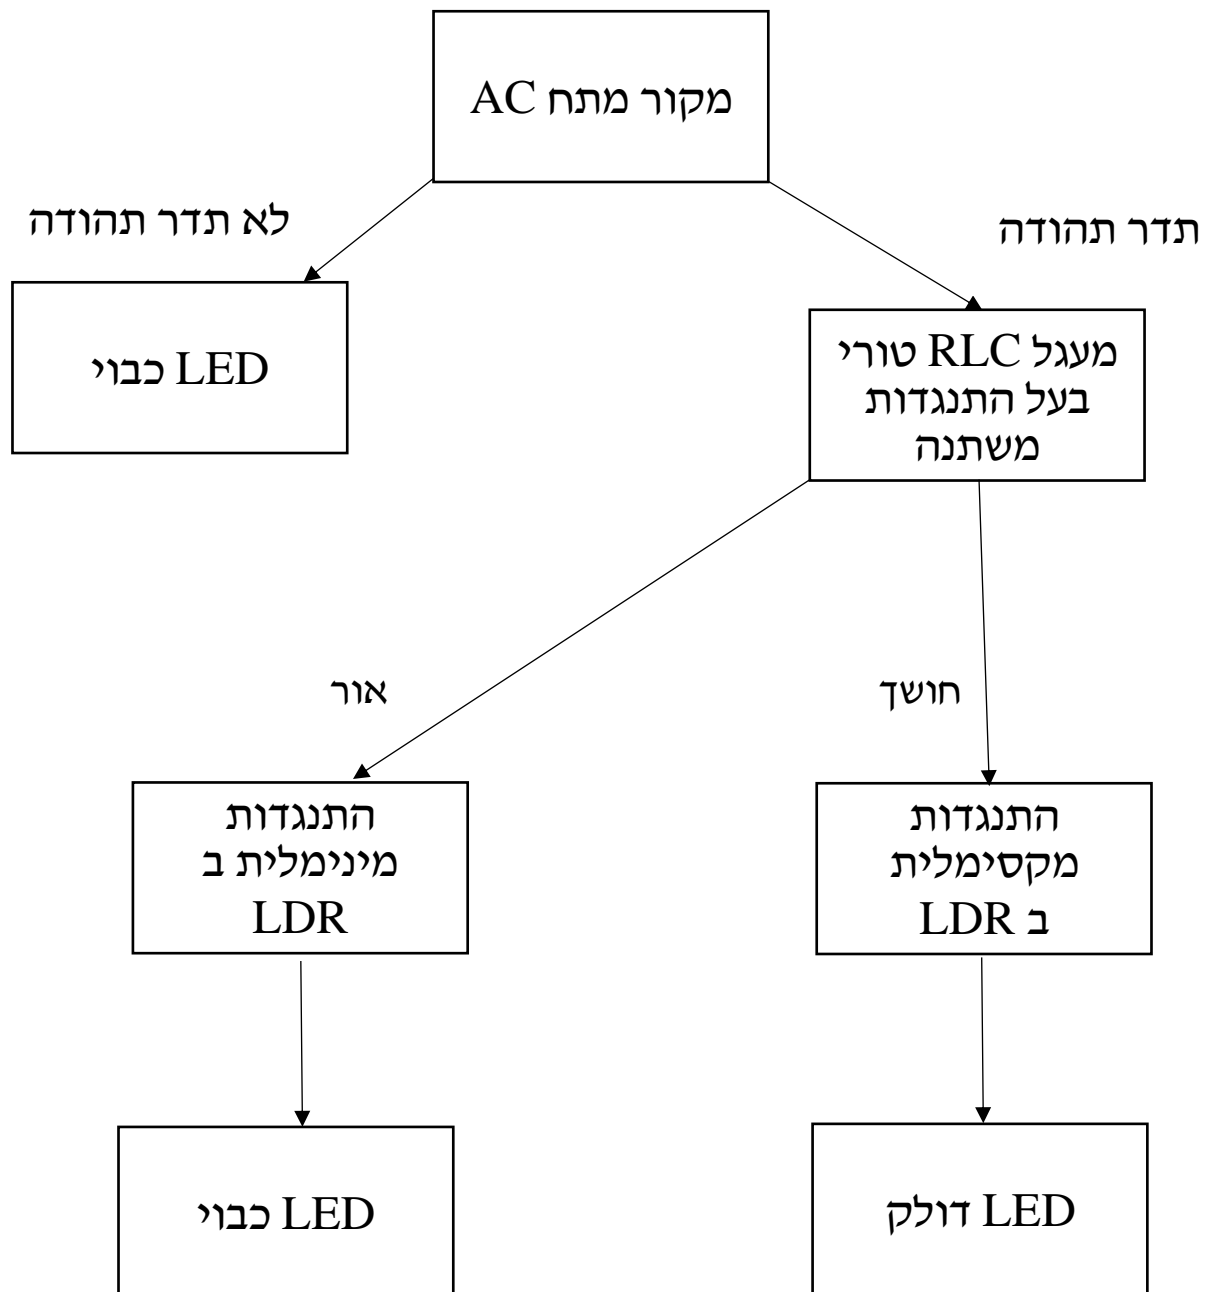 מקור מתח AC
לא תדר תהודה
תדר תהודה
LED כבוי
מעגל RLC טורי
בעל התנגדות
משתנה
אור
חושך
התנגדות
מינימלית ב
LDR
התנגדות
מקסימלית
ב LDR
LED כבוי
LED דולק